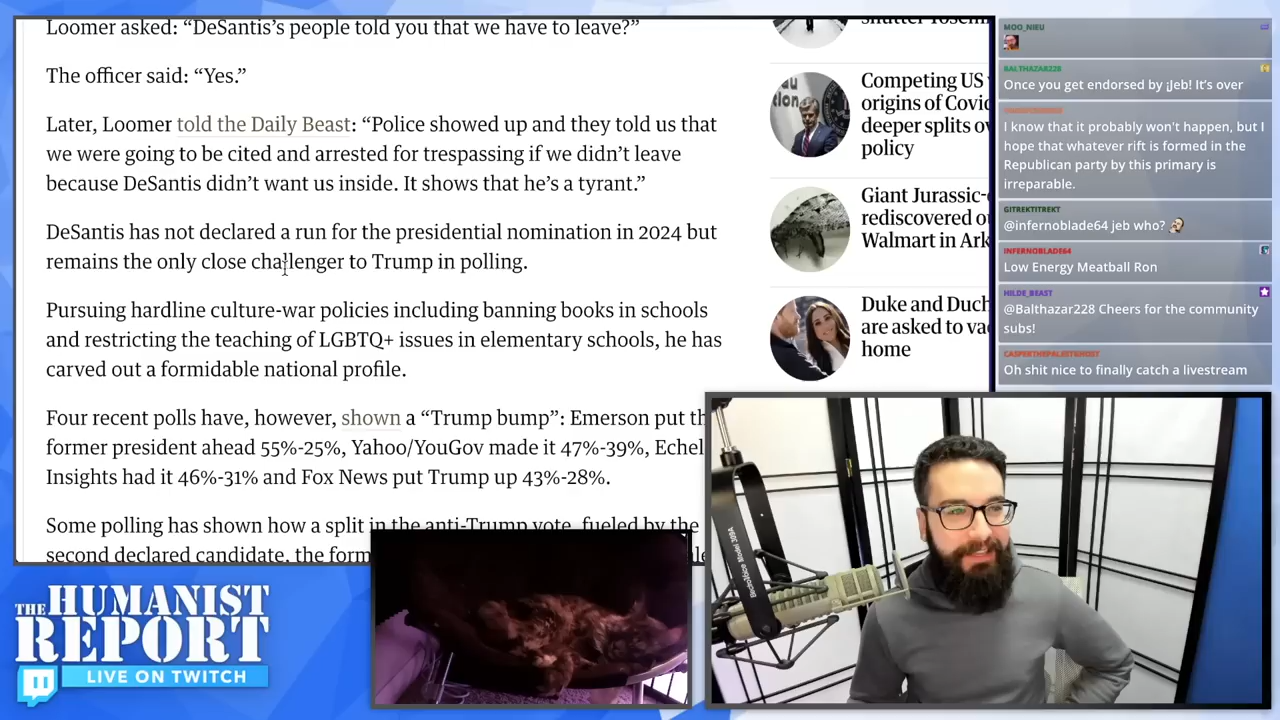 Loomer asked: “DeSantis’s people told you that we have to leave?”
The officer said: “Yes.”
Later, Loomer told the Daily Beast: “Police showed up and they told us that
we were going to be cited and arrested for trespassing if we didn’t leave
because DeSantis didn’t want us inside. It shows that he’s a tyrant.”
DeSantis has not declared a run for the presidential nomination in 2024 but
remains the only close challenger to Trump in polling.
Pursuing hardline culture-war policies including banning books in schools
and restricting the teaching of LGBTQ+ issues in elementary schools, he has
carved out a formidable national profile.
Four recent polls have, however, shown a “Trump bump”: Emerson put th
former president ahead 55%-25%, Yahoo/YouGov made it 47%-39%, Echel
Insights had it 46%-31% and Fox News put Trump up 43%-28%.
Some polling has shown how a split in the anti-Trump vote, fueled by the
second declared candidate, the form
Competing US
origins of Covid
deeper splits ov
policy
Giant Jurassic-
rediscovered o
Walmart in Ark
Duke and Duch
are asked to va
home
MOO_NIEU
BALTHAZAR228
Once you get endorsed by ¡Jeb! It’s over
I know that it probably won't happen, but I
hope that whatever rift is formed in the
Republican party by this primary is
irreparable.
GITREKTITREKT
@infernoblade64 jeb who?
INFERNOBLADE64
Low Energy Meatball Ron
HILDE_BEAST
@Balthazar228 Cheers for the community
subs!
CASPERTHEPALESTGHOST
Oh shit nice to finally catch a livestream
THE HUMANIST
REPORT
LIVE ON TWITCH